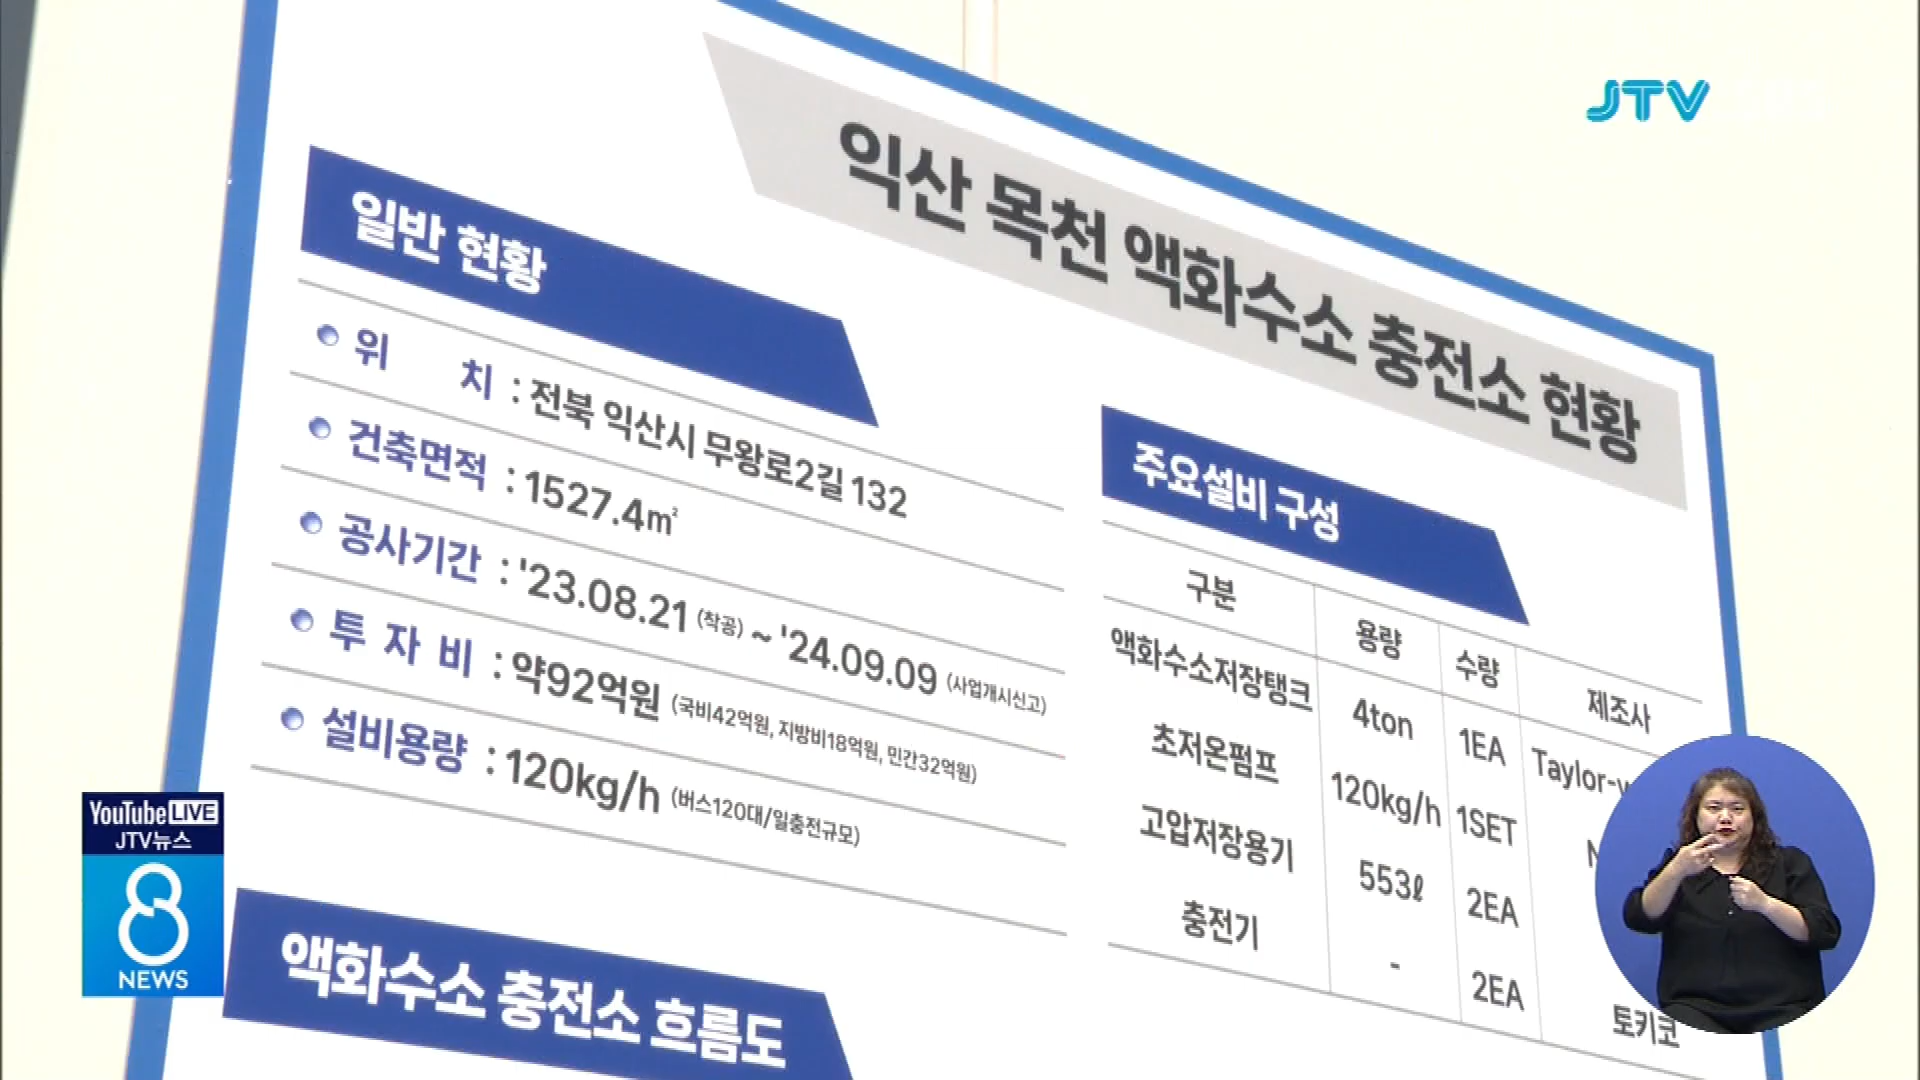 JTV
익산 목천 액화수소 충전소 현황
일반 현황
위 치 : 전북 익산시 무왕로2길 132
건축면적 : 1527.4㎡
공사기간 : '23.08.21 (착공) ~ '24.09.09 (사업개시신고)
투 자 비 : 약92억원 (국비42억원, 지방비18억원, 민간32억원)
설비용량 : 120kg/h (버스120대/일충전규모)
주요설비 구성
구분 용량 수량 제조사
액화수소저장탱크 4ton 1EA
초저온펌프 120kg/h 1SET
고압저장용기 553ℓ 2EA
충전기 - 2EA 토키코
액화수소 충전소 흐름도
YouTube LIVE
JTV뉴스
8
NEWS